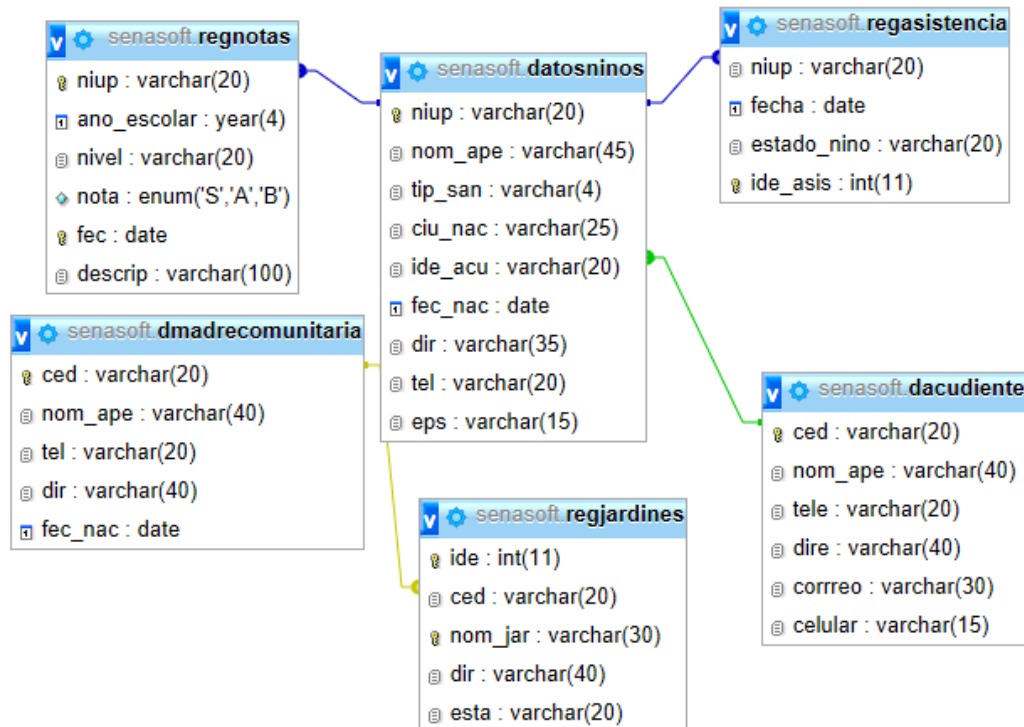 senasoft.regnotas
niup : varchar(20)
ano_escolar : year(4)
nivel : varchar(20)
nota : enum('S','A','B')
fec : date
descrip : varchar(100)
senasoft.datosninos
niup : varchar(20)
nom_ape : varchar(45)
tip_san : varchar(4)
ciu_nac : varchar(25)
ide_acu : varchar(20)
fec_nac : date
dir : varchar(35)
tel : varchar(20)
eps : varchar(15)
senasoft.regasistencia
niup : varchar(20)
fecha : date
estado_nino : varchar(20)
ide_asis : int(11)
senasoft.dmadrecomunitaria
ced : varchar(20)
nom_ape : varchar(40)
tel : varchar(20)
dir : varchar(40)
fec_nac : date
senasoft.regjardines
ide : int(11)
ced : varchar(20)
nom_jar : varchar(30)
dir : varchar(40)
esta : varchar(20)
senasoft.dacudiente
ced : varchar(20)
nom_ape : varchar(40)
tele : varchar(20)
dire : varchar(40)
corrreo : varchar(30)
celular : varchar(15)